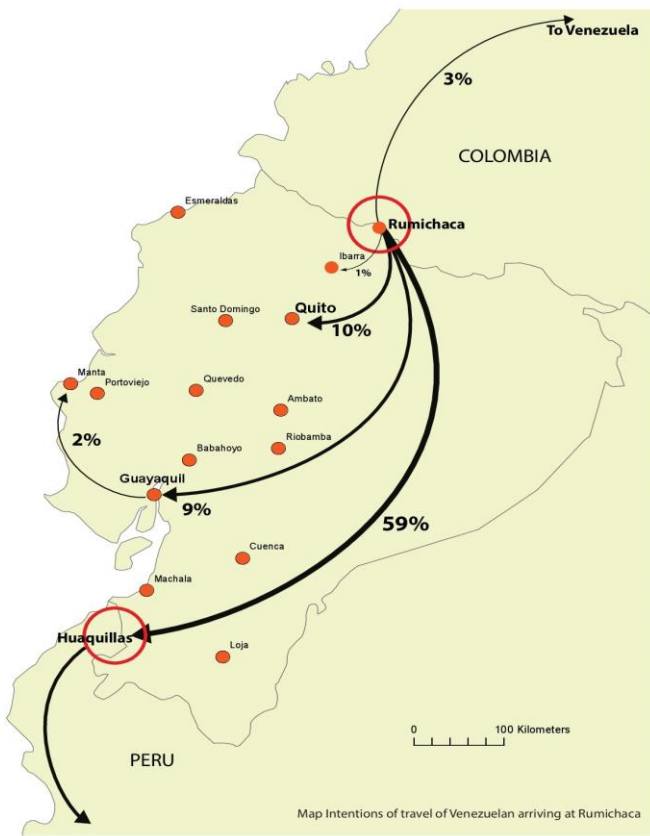 To Venezuela
3%
COLOMBIA
Esmeraldas
Rumichaca
Ibarra
1%
Santo Domingo
Quito
10%
Manta
Portoviejo
Quevedo
Ambato
2%
Babahoyo
Riobamba
Guayaquil
9%
59%
Cuenca
Machala
Huaquillas
Loja
0 100 Kilometers
PERU
Map Intentions of travel of Venezuelan arriving at Rumichaca